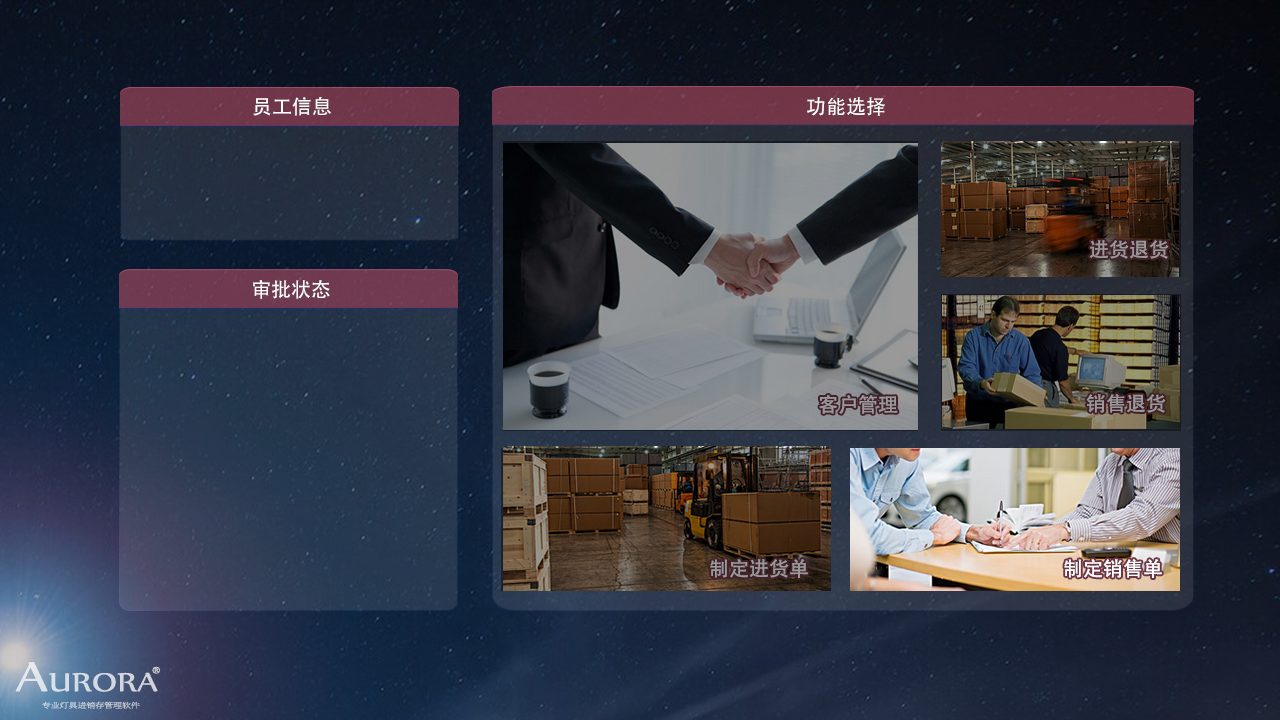 员工信息
功能选择
进货退货
审批状态
客户管理
销售退货
制定进货单
制定销售单
AURORA®
专业灯具进销存管理软件